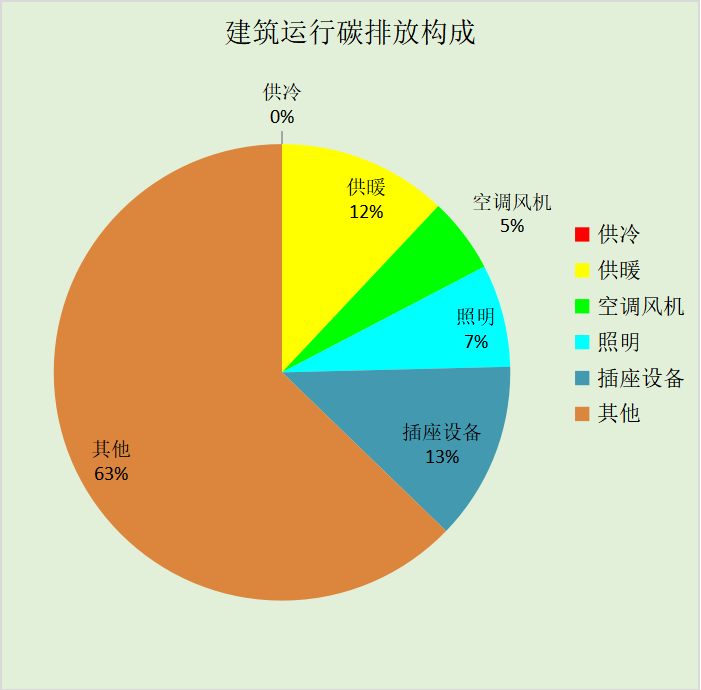 建筑运行碳排放构成
供冷
0%
供暖
12%
空调风机
5%
照明
7%
插座设备
13%
其他
63%
供冷
供暖
空调风机
照明
插座设备
其他